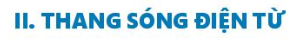 II. THANG SÓNG ĐIỆN TỪ